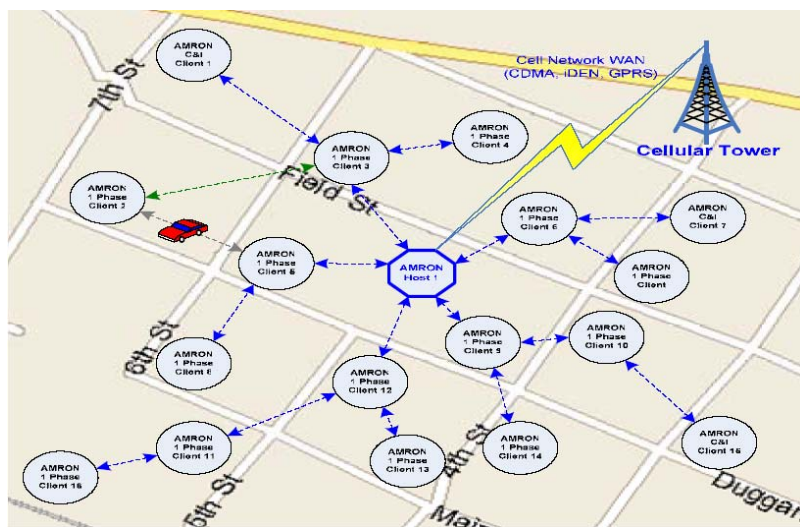 AMRON
C&I
Client 1
7th St
Cell Network WAN
(CDMA, iDEN, GPRS)
Cellular Tower
AMRON
1 Phase
Client 3
AMRON
1 Phase
Client 4
Field St
AMRON
1 Phase
Client 2
AMRON
1 Phase
Client 6
AMRON
C&I
Client 7
AMRON
1 Phase
Client 5
AMRON
Host 1
AMRON
1 Phase
Client
6th St
AMRON
1 Phase
Client 8
AMRON
1 Phase
Client 9
AMRON
1 Phase
Client 10
AMRON
1 Phase
Client 12
AMRON
1 Phase
Client 11
AMRON
1 Phase
Client 13
4th St
AMRON
1 Phase
Client 14
AMRON
C&I
Client 15
AMRON
1 Phase
Client 16
5th St
Main
Duggan